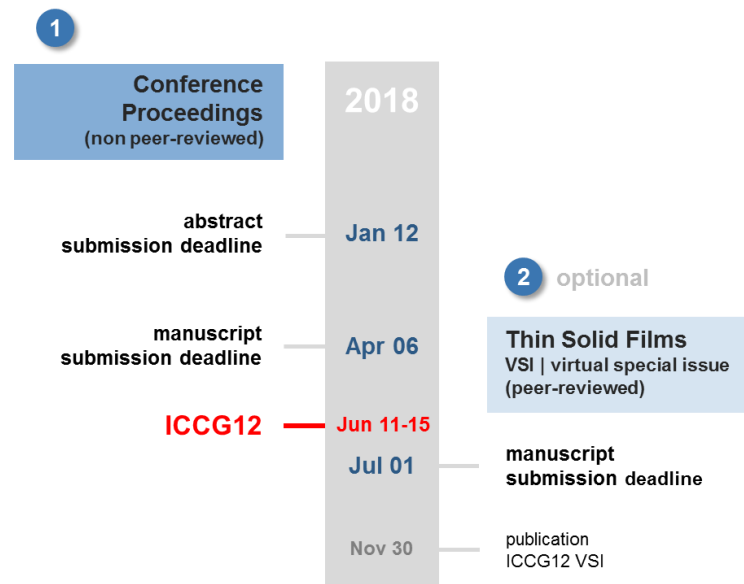 1
Conference
Proceedings
(non peer-reviewed)
2018
abstract
submission deadline
Jan 12
2 optional
manuscript
submission deadline
Apr 06
Thin Solid Films
VSI | virtual special issue
(peer-reviewed)
ICCG12
Jun 11-15
Jul 01
manuscript
submission deadline
Nov 30
publication
ICCG12 VSI